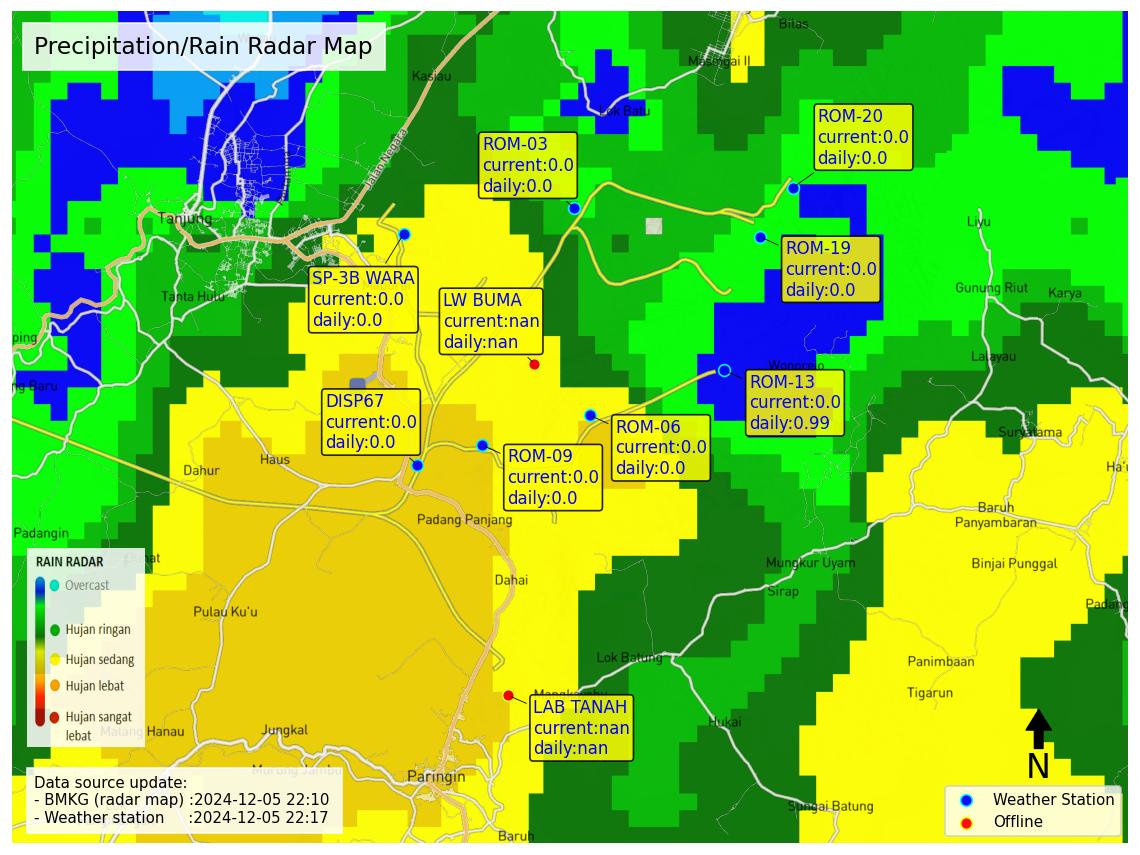 Precipitation/Rain Radar Map
Bilas
Masingai II
Kasiau
Lok Batu
Jalan Negara
ROM-20
current:0.0
daily:0.0
ROM-03
current:0.0
daily:0.0
Tanjung
Liyu
ROM-19
current:0.0
daily:0.0
SP-3B WARA
current:0.0
daily:0.0
LW BUMA
current:nan
daily:nan
Tanta Hulu
Gunung Riut
Karya
ping
Lalayau
Wonorejo
ng Baru
ROM-13
current:0.0
daily:0.99
DISP67
current:0.0
daily:0.0
ROM-06
current:0.0
daily:0.0
Suryatama
Haus
Dahur
ROM-09
current:0.0
daily:0.0
Ha'u
Baruh
Panyambaran
Padang Panjang
Padangin
Mungkur Uyam
Binjai Punggal
Dahai
Sirap
Padang
Pulau Ku'u
RAIN RADAR
Overcast
Hujan ringan
Hujan sedang
Hujan lebat
Hujan sangat
lebat
Lok Batung
Panimbaan
Tigarun
LAB TANAH
current:nan
daily:nan
Hukai
Matang Hanau
Jungkal
Murung Jambu
Paringin
Sungai Batung
Baruh
N
Data source update:
- BMKG (radar map) :2024-12-05 22:10
- Weather station :2024-12-05 22:17
Weather Station
Offline